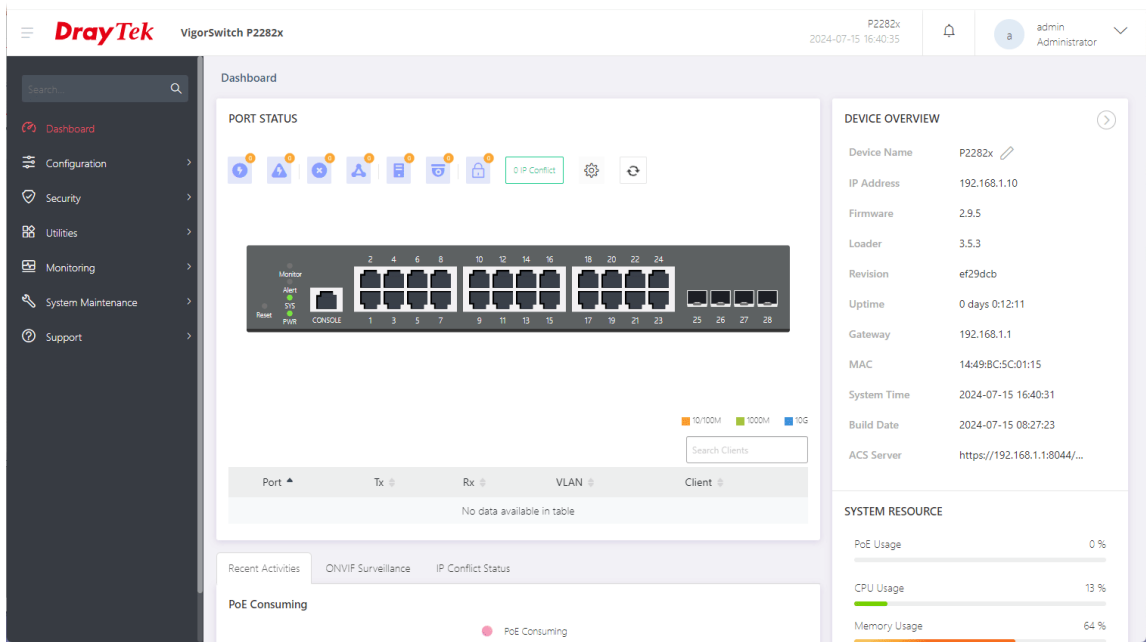 DrayTek VigorSwitch P2282x
P2282x
2024-07-15 16:40:35
a
admin
Administrator
Search...
Dashboard
Configuration
Security
Utilities
Monitoring
System Maintenance
Support
Dashboard
PORT STATUS
0 0 0 0 0 0 0
0 IP Conflict
2 4 6 8 10 12 14 16 18 20 22 24
Monitor
Alert
SYS
Reset PWR CONSOLE 1 3 5 7 9 11 13 15 17 19 21 23 25 26 27 28
10/100M 1000M 10G
Search Clients
Port Tx Rx VLAN Client
No data available in table
Recent Activities ONVIF Surveillance IP Conflict Status
PoE Consuming
PoE Consuming
DEVICE OVERVIEW
Device Name P2282x
IP Address 192.168.1.10
Firmware 2.9.5
Loader 3.5.3
Revision ef29dcb
Uptime 0 days 0:12:11
Gateway 192.168.1.1
MAC 14:49:BC:5C:01:15
System Time 2024-07-15 16:40:31
Build Date 2024-07-15 08:27:23
ACS Server https://192.168.1.1:8044/...
SYSTEM RESOURCE
PoE Usage 0 %
CPU Usage 13 %
Memory Usage 64 %